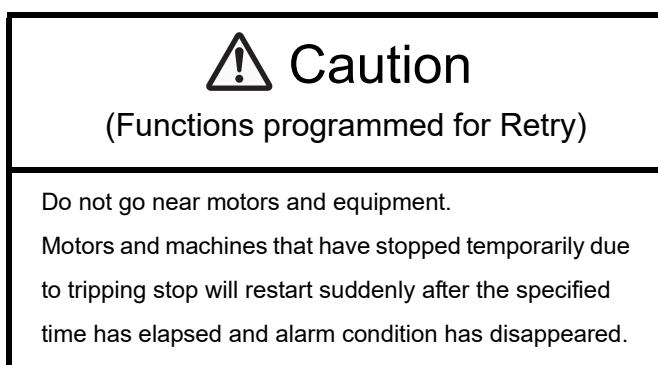 Caution
(Functions programmed for Retry)
Do not go near motors and equipment.
Motors and machines that have stopped temporarily due
to tripping stop will restart suddenly after the specified
time has elapsed and alarm condition has disappeared.